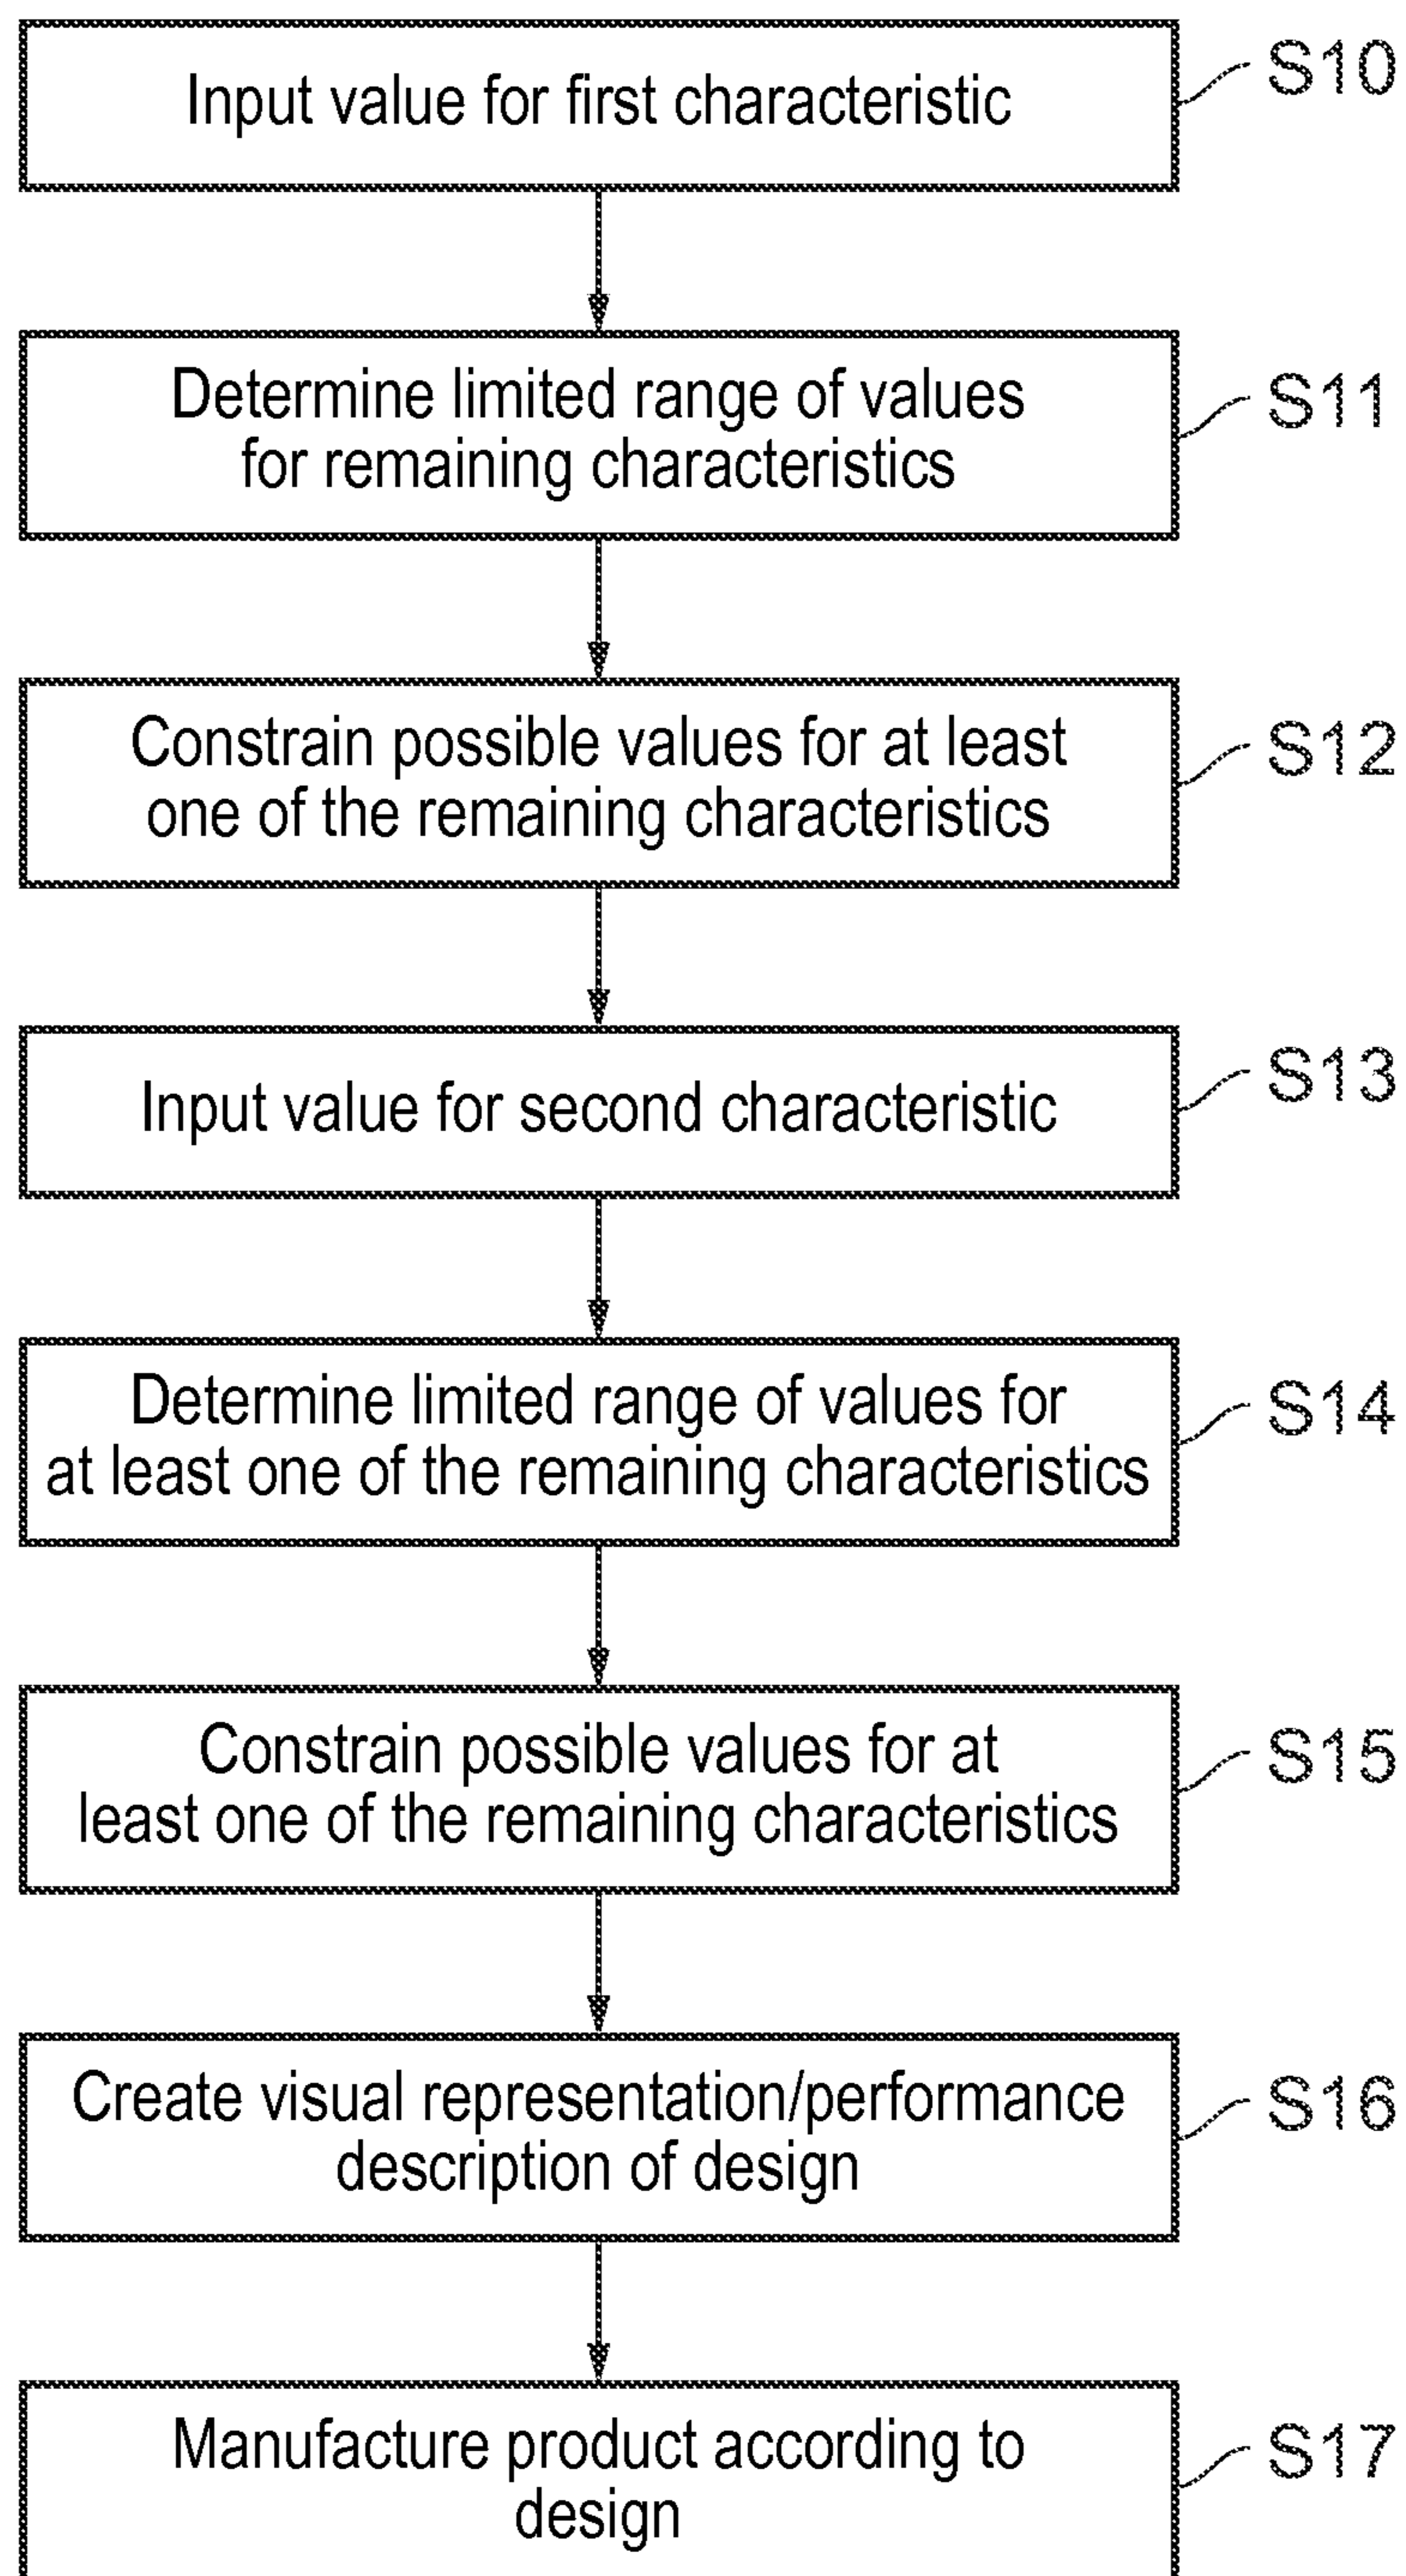 Input value for first characteristic
S10
Determine limited range of values
for remaining characteristics
S11
Constrain possible values for at least
one of the remaining characteristics
S12
Input value for second characteristic
S13
Determine limited range of values for
at least one of the remaining characteristics
S14
Constrain possible values for at
least one of the remaining characteristics
S15
Create visual representation/performance
description of design
S16
Manufacture product according to
design
S17